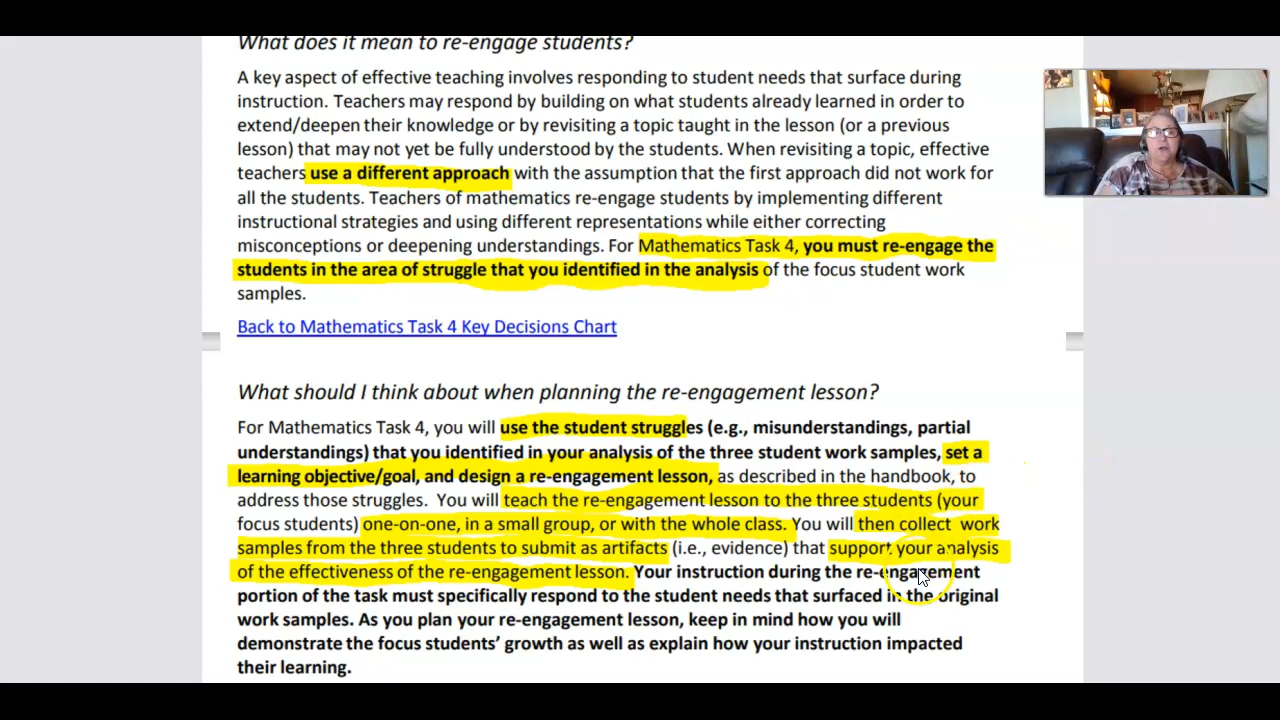 What does it mean to re-engage students?
A key aspect of effective teaching involves responding to student needs that surface during
instruction. Teachers may respond by building on what students already learned in order to
extend/deepen their knowledge or by revisiting a topic taught in the lesson (or a previous
lesson) that may not yet be fully understood by the students. When revisiting a topic, effective
teachers use a different approach with the assumption that the first approach did not work for
all the students. Teachers of mathematics re-engage students by implementing different
instructional strategies and using different representations while either correcting
misconceptions or deepening understandings. For Mathematics Task 4, you must re-engage the
students in the area of struggle that you identified in the analysis of the focus student work
samples.
Back to Mathematics Task 4 Key Decisions Chart
What should I think about when planning the re-engagement lesson?
For Mathematics Task 4, you will use the student struggles (e.g., misunderstandings, partial
understandings) that you identified in your analysis of the three student work samples, set a
learning objective/goal, and design a re-engagement lesson, as described in the handbook, to
address those struggles. You will teach the re-engagement lesson to the three students (your
focus students) one-on-one, in a small group, or with the whole class. You will then collect work
samples from the three students to submit as artifacts (i.e., evidence) that support your analysis
of the effectiveness of the re-engagement lesson. Your instruction during the re-engagement
portion of the task must specifically respond to the student needs that surfaced in the original
work samples. As you plan your re-engagement lesson, keep in mind how you will
demonstrate the focus students’ growth as well as explain how your instruction impacted
their learning.